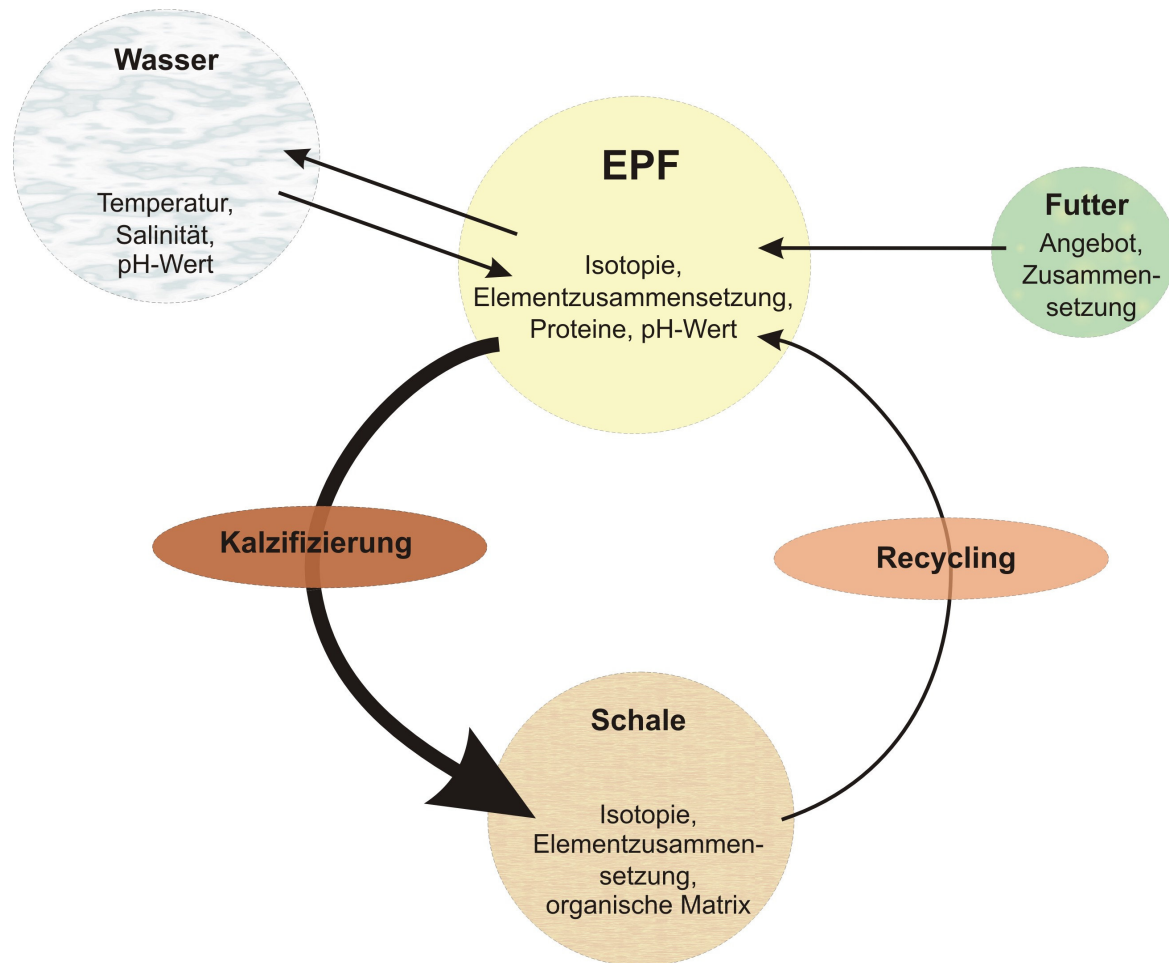 Wasser
Temperatur,
Salinität,
pH-Wert
EPF
Isotopie,
Elementzusammensetzung,
Proteine, pH-Wert
Futter
Angebot,
Zusammen-
setzung
Kalzifizierung
Recycling
Schale
Isotopie,
Elementzusammen-
setzung,
organische Matrix